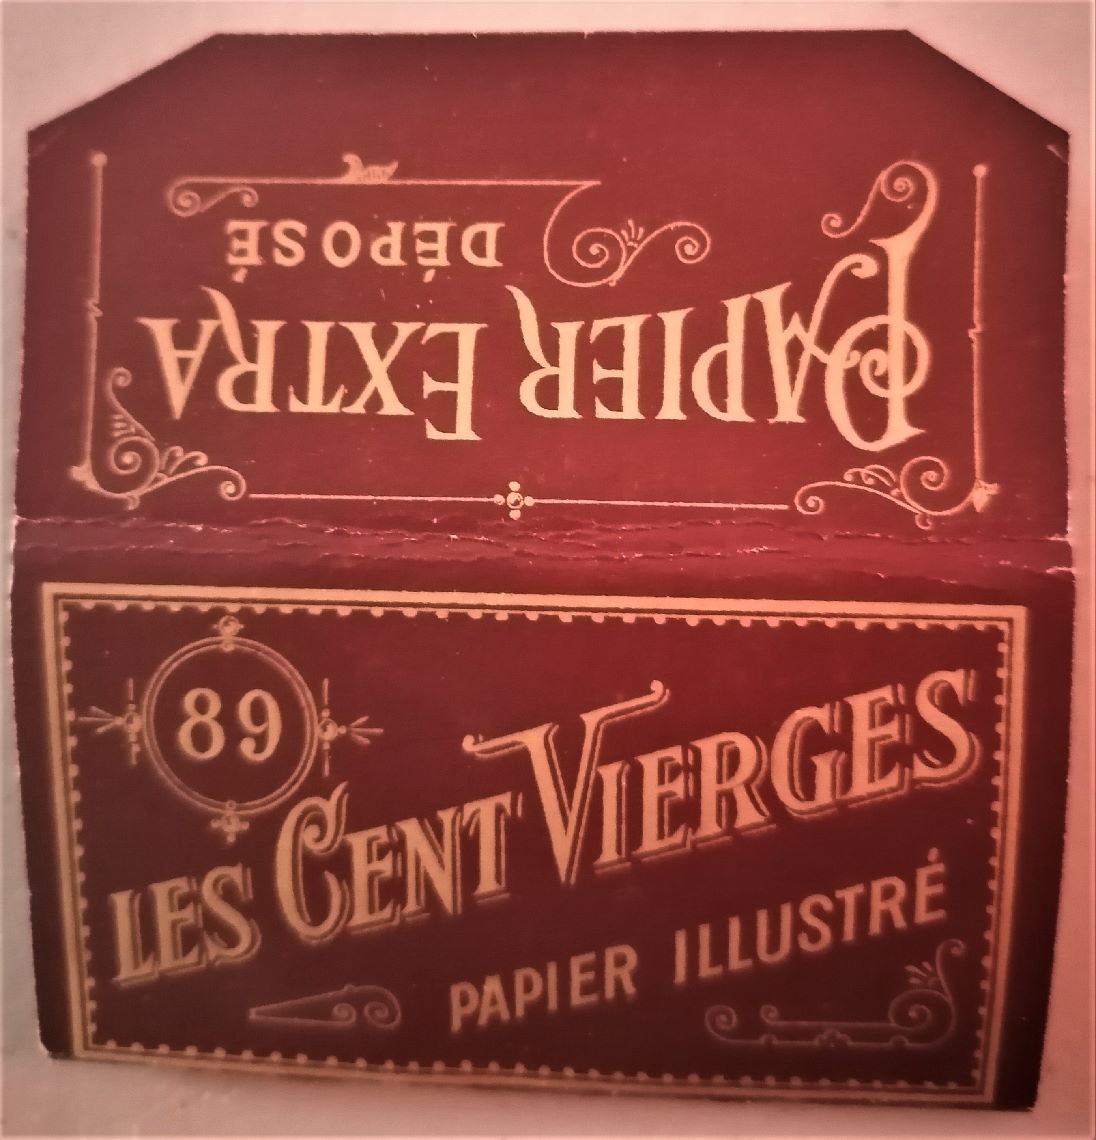 PAPIER EXTRA
DÉPOSÉ
89
LES CENT VIERGES
PAPIER ILLUSTRÉ